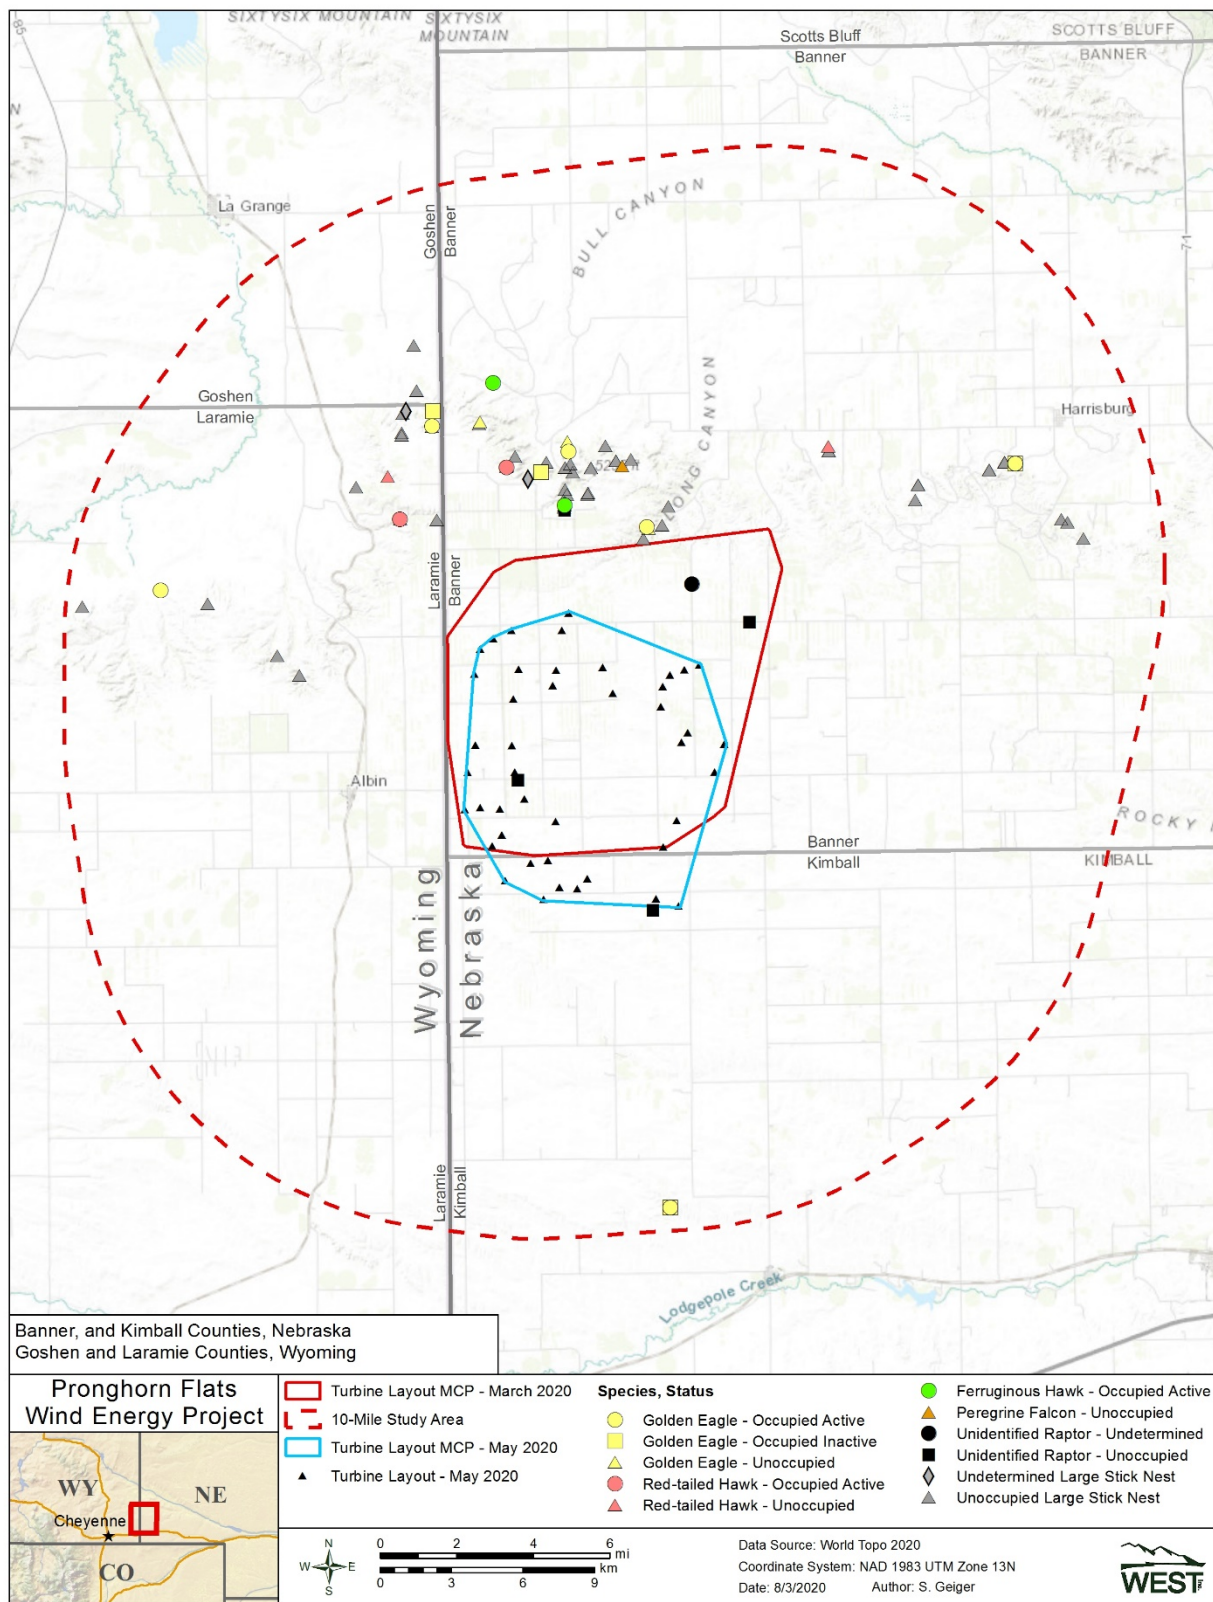 SIXTYSIX MOUNTAIN
SIXTYSIX
MOUNTAIN
85
Scotts Bluff
Banner
SCOTTS BLUFF
BANNER
La Grange
Goshen
Banner
BULL CANYON
7-1
Goshen
Laramie
LONG CANYON
Harrisburg
Laramie
Banner
Albin
ROCKY
Banner
Kimball
KIMBALL
Wyoming
Nebraska
Laramie
Kimball
Lodgepole Creek
Banner, and Kimball Counties, Nebraska
Goshen and Laramie Counties, Wyoming
Pronghorn Flats
Wind Energy Project
WY
NE
Cheyenne
CO
Turbine Layout MCP - March 2020
10-Mile Study Area
Turbine Layout MCP - May 2020
Turbine Layout - May 2020
Species, Status
Golden Eagle - Occupied Active
Golden Eagle - Occupied Inactive
Golden Eagle - Unoccupied
Red-tailed Hawk - Occupied Active
Red-tailed Hawk - Unoccupied
Ferruginous Hawk - Occupied Active
Peregrine Falcon - Unoccupied
Unidentified Raptor - Undetermined
Unidentified Raptor - Unoccupied
Undetermined Large Stick Nest
Unoccupied Large Stick Nest
N
W E
S
0 2 4 6
mi
km
0 3 6 9
Data Source: World Topo 2020
Coordinate System: NAD 1983 UTM Zone 13N
Date: 8/3/2020 Author: S. Geiger
WEST Inc.